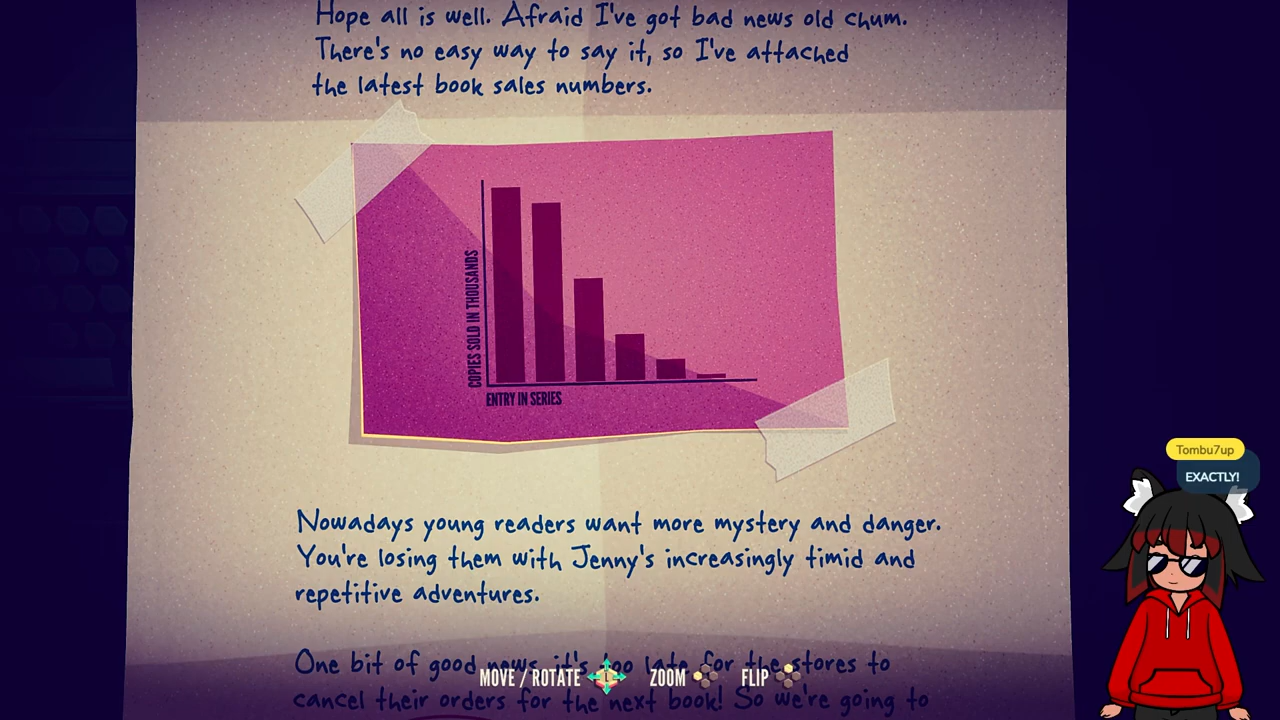 Hope all is well. Afraid I've got bad news old chum.
There's no easy way to say it, so I've attached
the latest book sales numbers.
COPIES SOLD IN THOUSANDS
ENTRY IN SERIES
Tombu7up
EXACTLY!
Nowadays young readers want more mystery and danger.
You're losing them with Jenny's increasingly timid and
repetitive adventures.
One bit of good news, it's too late for the stores to
MOVE / ROTATE ZOOM FLIP
cancel their orders for the next book! So we're going to